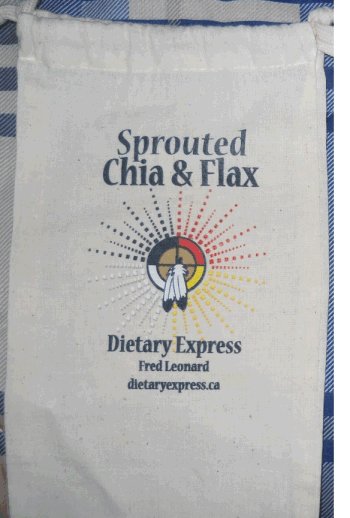 Sprouted
Chia & Flax
Dietary Express
Fred Leonard
dietaryexpress.ca